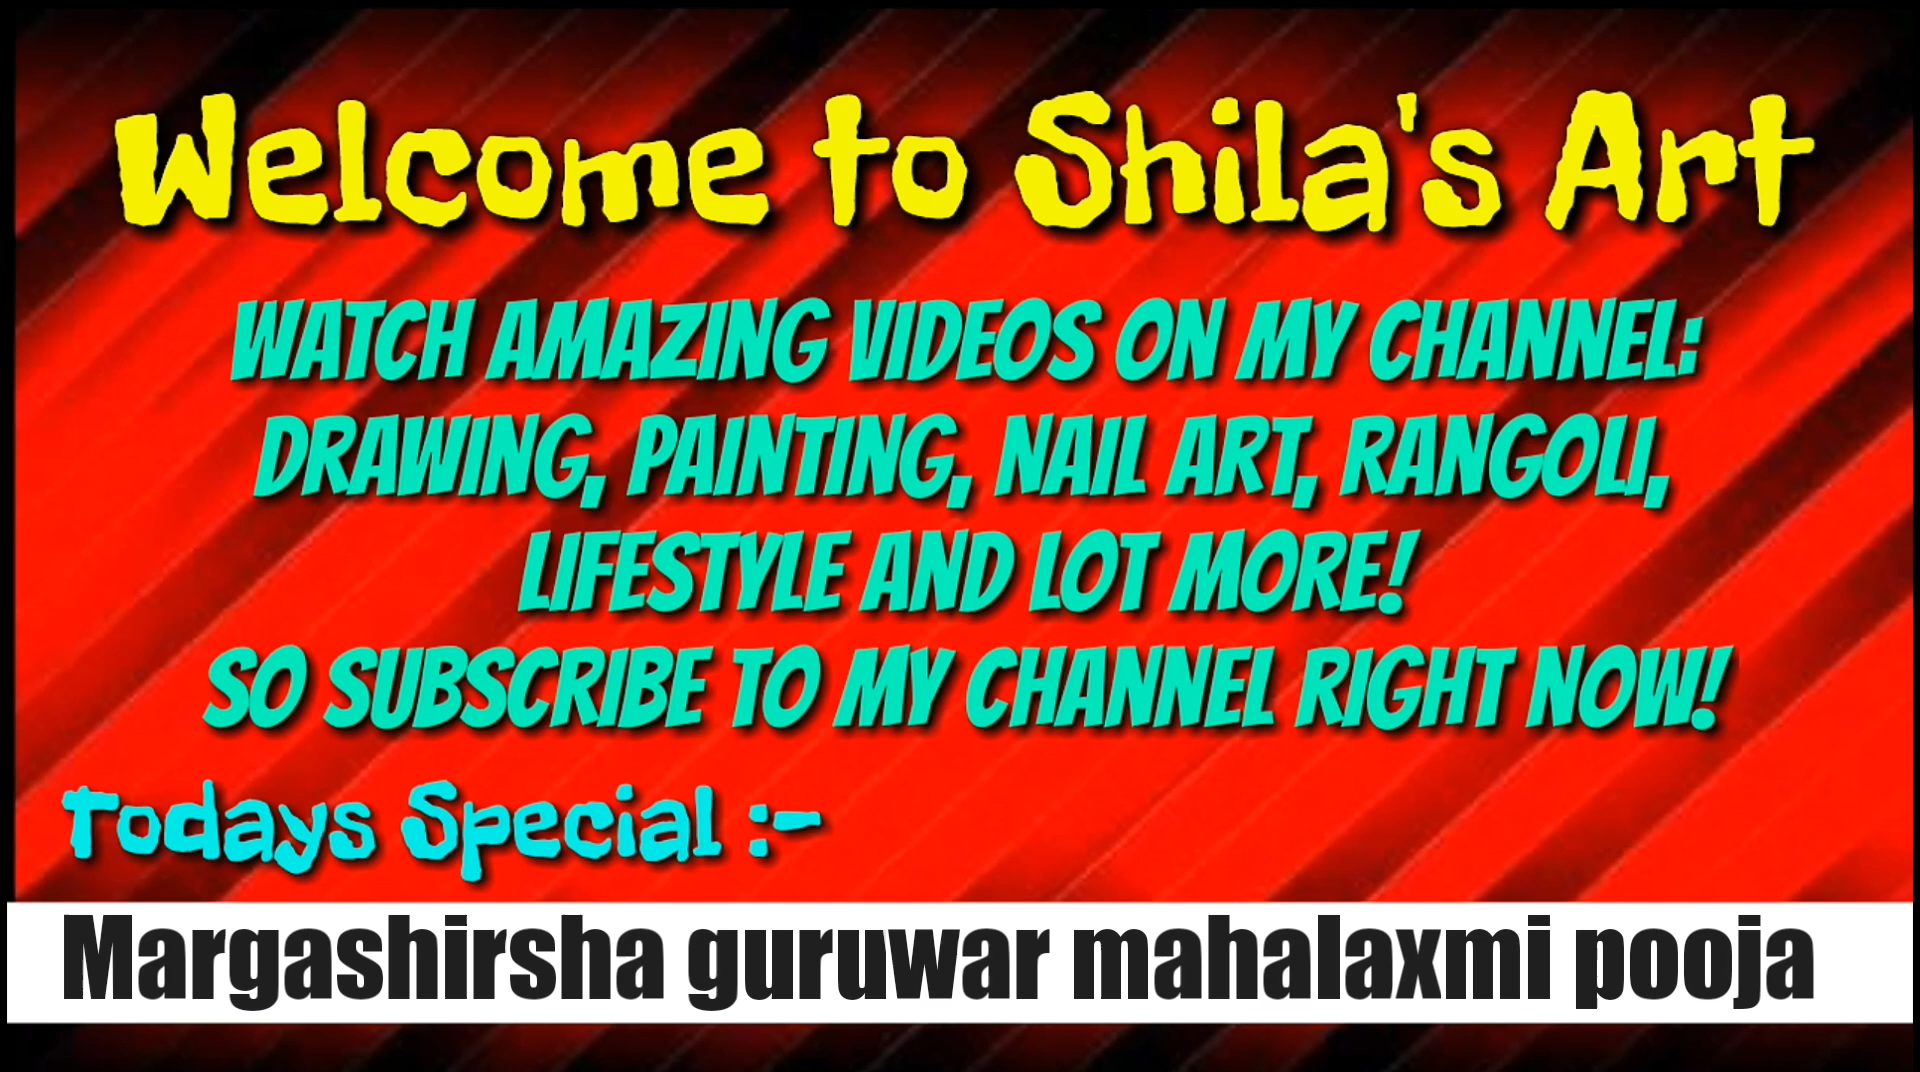 Welcome to Shila's Art
WATCH AMAZING VIDEOS ON MY CHANNEL:
DRAWING, PAINTING, NAIL ART, RANGOLI,
LIFESTYLE AND LOT MORE!
SO SUBSCRIBE TO MY CHANNEL RIGHT NOW!
Todays Special :-
Margashirsha guruwar mahalaxmi pooja